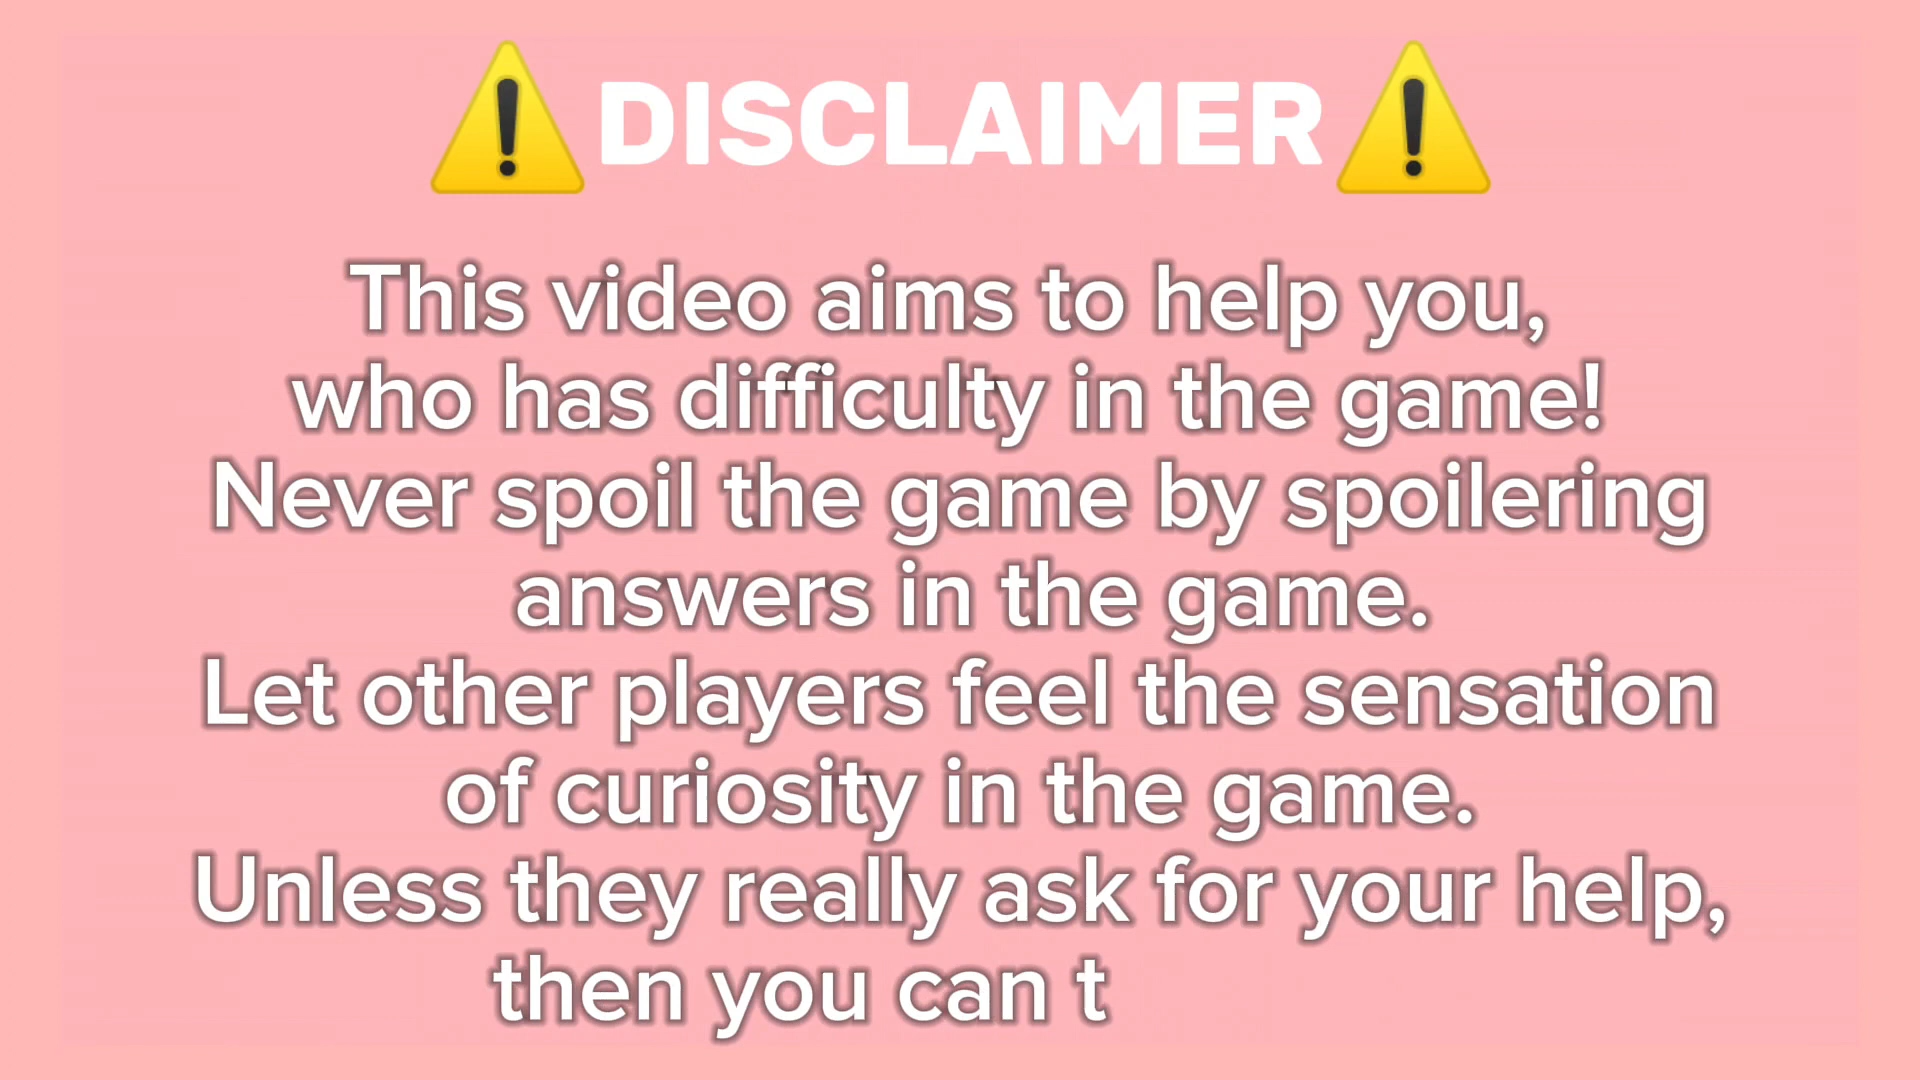 ⚠️DISCLAIMER⚠️
This video aims to help you,
who has difficulty in the game!
Never spoil the game by spoilering
answers in the game.
Let other players feel the sensation
of curiosity in the game.
Unless they really ask for your help,
then you can t